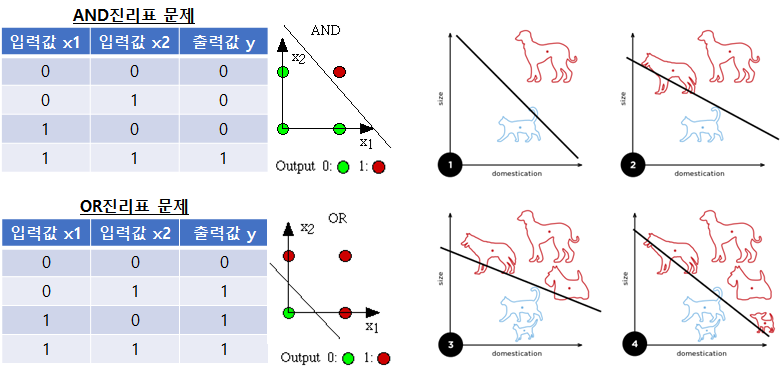 AND진리표 문제
입력값 x1 입력값 x2 출력값 y
0 0 0
0 1 0
1 0 0
1 1 1
AND
x2
x1
Output 0: 1:
OR진리표 문제
입력값 x1 입력값 x2 출력값 y
0 0 0
0 1 1
1 0 1
1 1 1
OR
x2
x1
Output 0: 1:
size
1
domestication
size
2
domestication
size
3
domestication
size
4
domestication